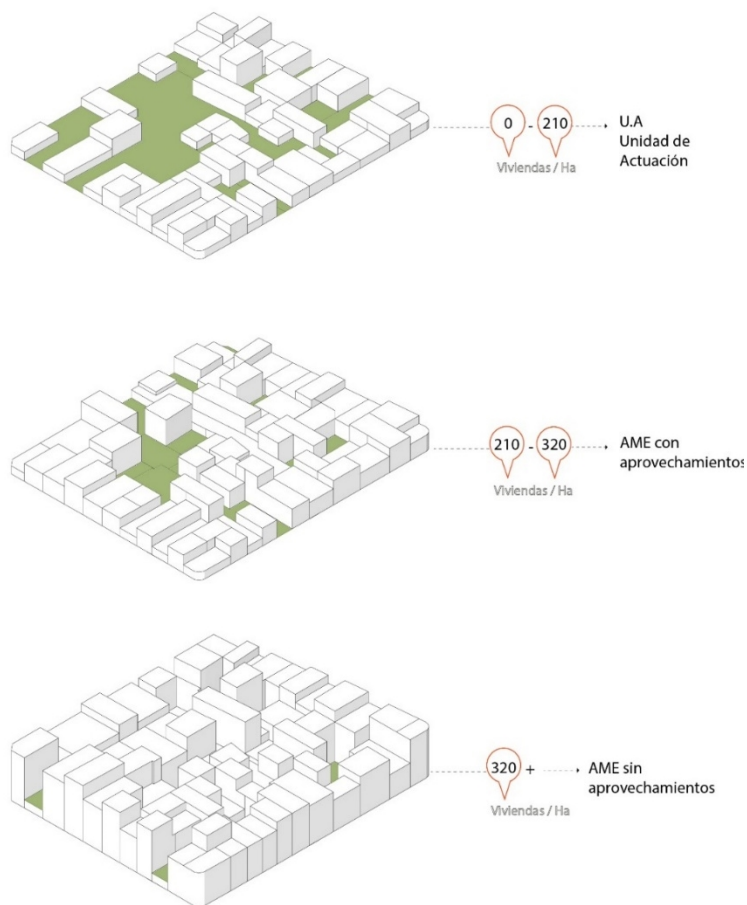 0 - 210
Viviendas / Ha
U.A
Unidad de
Actuación
210 - 320
Viviendas / Ha
AME con
aprovechamientos
320 +
Viviendas / Ha
AME sin
aprovechamientos